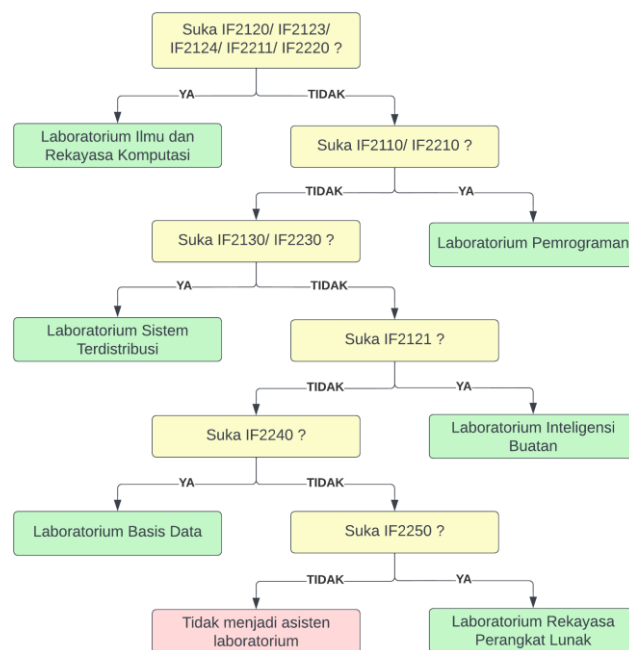 Suka IF2120/ IF2123/
IF2124/ IF2211/ IF2220 ?
YA
TIDAK
Laboratorium Ilmu dan
Rekayasa Komputasi
Suka IF2110/ IF2210 ?
TIDAK
YA
Suka IF2130/ IF2230 ?
Laboratorium Pemrograman
YA
TIDAK
Laboratorium Sistem
Terdistribusi
Suka IF2121 ?
TIDAK
YA
Suka IF2240 ?
Laboratorium Inteligensi
Buatan
YA
TIDAK
Laboratorium Basis Data
Suka IF2250 ?
TIDAK
YA
Tidak menjadi asisten
laboratorium
Laboratorium Rekayasa
Perangkat Lunak